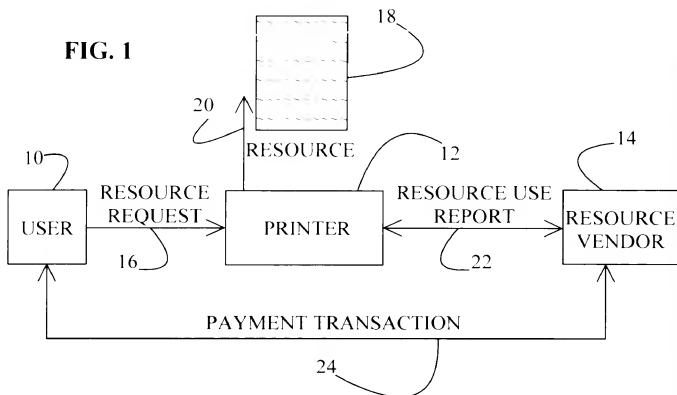 18
FIG. 1
20
RESOURCE
10
12
14
RESOURCE
REQUEST
RESOURCE USE
REPORT
USER
PRINTER
RESOURCE
VENDOR
16
22
PAYMENT TRANSACTION
24